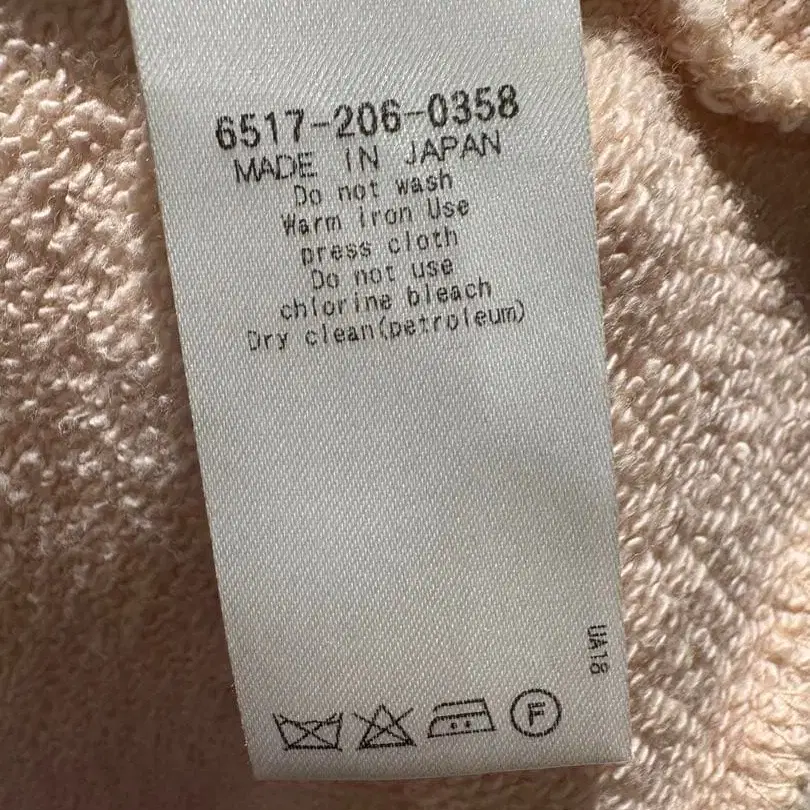 6517-206-0358
MADE IN JAPAN
Do not wash
Warm iron Use
press cloth
Do not use
chlorine bleach
Dry clean(petroleum)
UA18
F